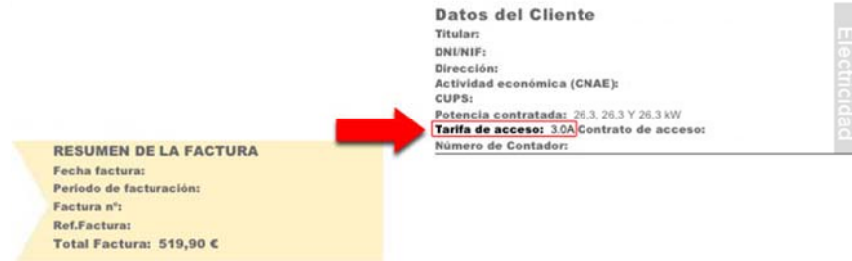 Datos del Cliente
Titular:
DNI/NIF:
Dirección:
Actividad económica (CNAE):
CUPS:
Potencia contratada: 26,3, 26,3 Y 26,3 kW
Tarifa de acceso: 3.0A Contrato de acceso:
Número de Contador:
Electricidad
RESUMEN DE LA FACTURA
Fecha factura:
Periodo de facturación:
Factura nº:
Ref.Factura:
Total Factura: 519,90 €